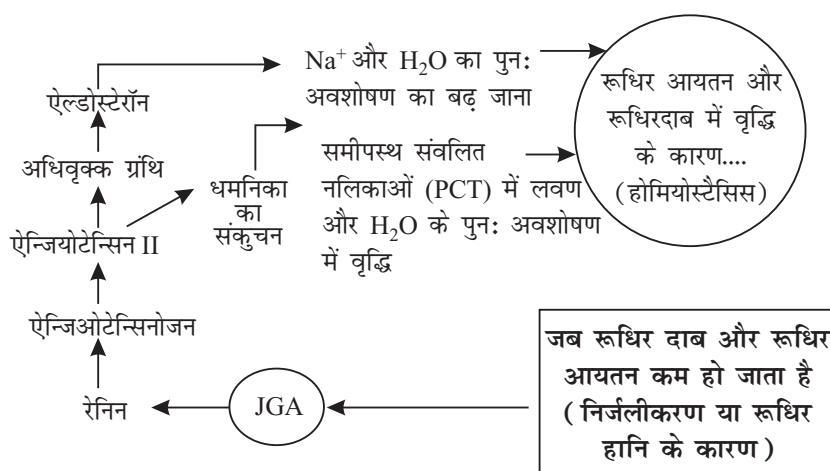 Na⁺ और H₂O का पुन:
अवशोषण का बढ़ जाना
रूधिर आयतन और
रूधिरदाब में वृद्धि
के कारण....
(होमियोस्टैसिस)
ऐल्डोस्टेरॉन
अधिवृक्क ग्रंथि
धमनिका
का
संकुचन
समीपस्थ संवलित
नलिकाओं (PCT) में लवण
और H₂O के पुन: अवशोषण
में वृद्धि
ऐन्जियोटेन्सिन II
ऐन्जिओटेन्सिनोजन
रेनिन
JGA
जब रूधिर दाब और रूधिर
आयतन कम हो जाता है
(निर्जलीकरण या रूधिर
हानि के कारण)